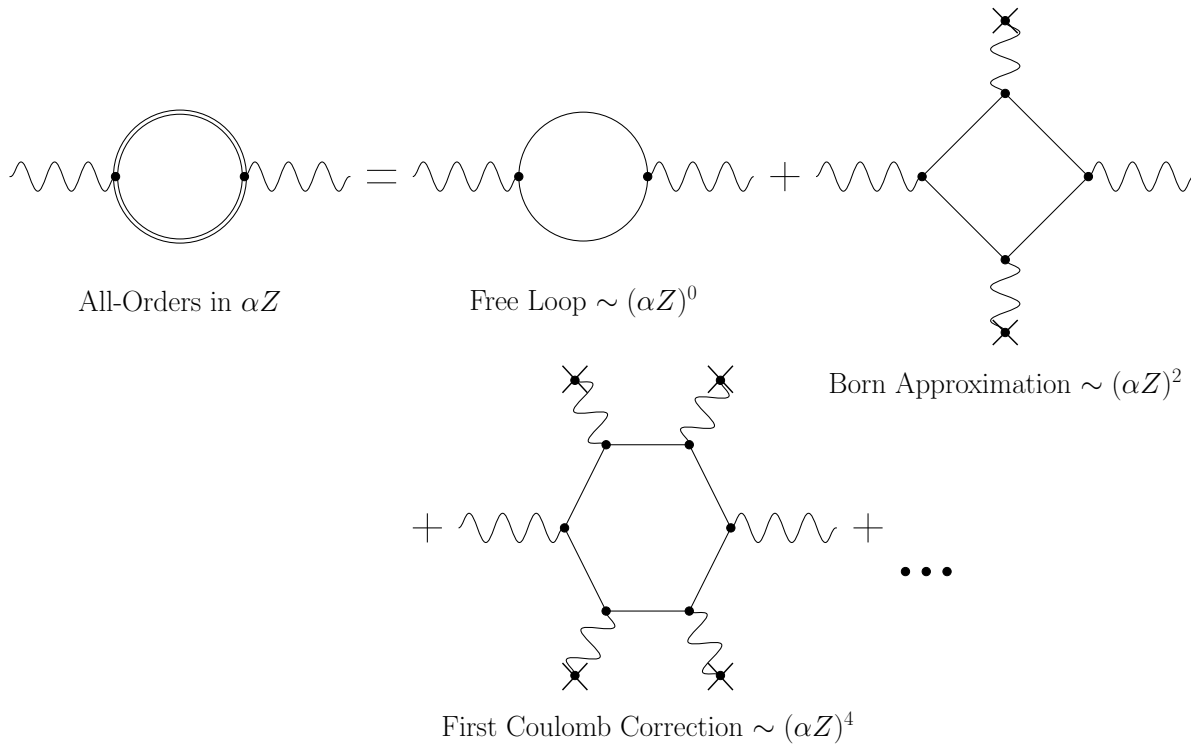 =
+
All-Orders in αZ
Free Loop ∼ (αZ)⁰
Born Approximation ∼ (αZ)²
+
+
•••
First Coulomb Correction ∼ (αZ)⁴